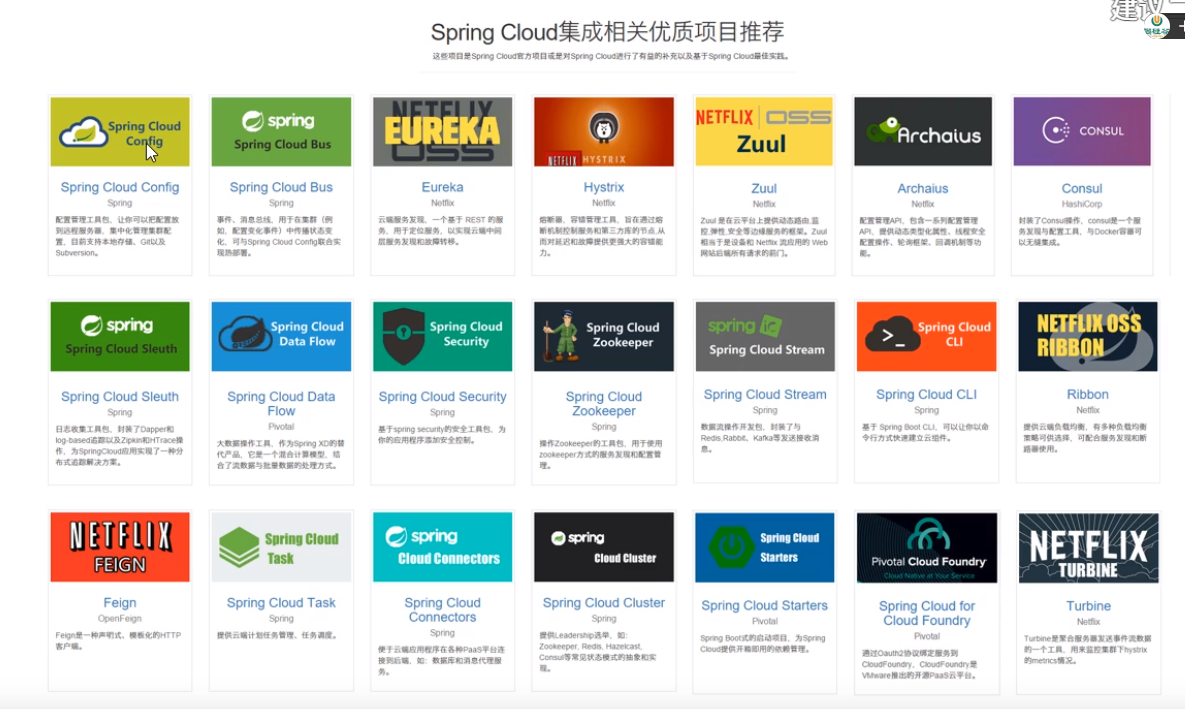 建议
Spring Cloud集成相关优质项目推荐
这些项目是Spring Cloud官方项目或是对Spring Cloud进行了有益的补充以及基于Spring Cloud最佳实践。
Spring Cloud
Config
Spring Cloud Config
Spring
配置管理工具包，让你可以把配置放
到远程服务器，集中化管理集群配
置，目前支持本地存储、Git以及
Subversion。
spring
Spring Cloud Bus
Spring Cloud Bus
Spring
事件、消息总线，用于在集群（例
如，配置变化事件）中传播状态变
化，可与Spring Cloud Config联合实
现热部署。
NETFLIX
EUREKA
OSS
Eureka
Netflix
云端服务发现，一个基于 REST 的服
务，用于定位服务，以实现云端中间
层服务发现和故障转移。
NETFLIX HYSTRIX
Hystrix
Netflix
熔断器，容错管理工具，旨在通过熔
断机制控制服务和第三方库的节点,从
而对延迟和故障提供更强大的容错能
力。
NETFLIX OSS
Zuul
Zuul
Netflix
Zuul 是在云平台上提供动态路由,监
控,弹性,安全等边缘服务的框架。Zuul
相当于是设备和 Netflix 流应用的 Web
网站后端所有请求的前门。
Archaius
Archaius
Netflix
配置管理API，包含一系列配置管理
API，提供动态类型化属性、线程安全
配置操作、轮询框架、回调机制等功
能。
CONSUL
Consul
HashiCorp
封装了Consul操作，consul是一个服
务发现与配置工具，与Docker容器可
以无缝集成。
spring
Spring Cloud Sleuth
Spring Cloud Sleuth
Spring
日志收集工具包，封装了Dapper和
log-based追踪以及Zipkin和HTrace操
作，为SpringCloud应用实现了一种分
布式追踪解决方案。
Spring Cloud
Data Flow
Spring Cloud Data
Flow
Pivotal
大数据操作工具，作为Spring XD的替
代产品，它是一个混合计算模型，结
合了流数据与批量数据的处理方式。
Spring Cloud
Security
Spring Cloud Security
Spring
基于spring security的安全工具包，为
你的应用程序添加安全控制。
Spring Cloud
Zookeeper
Spring Cloud
Zookeeper
Spring
操作Zookeeper的工具包，用于使用
zookeeper方式的服务发现和配置管
理。
spring
Spring Cloud Stream
Spring Cloud Stream
Spring
数据流操作开发包，封装了与
Redis,Rabbit、Kafka等发送接收消
息。
Spring Cloud
CLI
Spring Cloud CLI
Spring
基于 Spring Boot CLI，可以让你以命
令行方式快速建立云组件。
NETFLIX OSS
RIBBON
Ribbon
Netflix
提供云端负载均衡，有多种负载均衡
策略可供选择，可配合服务发现和断
路器使用。
NETFLIX
FEIGN
Feign
OpenFeign
Feign是一种声明式、模板化的HTTP
客户端。
Spring Cloud
Task
Spring Cloud Task
Spring
提供云端计划任务管理、任务调度。
spring
Cloud Connectors
Spring Cloud
Connectors
Spring
便于云端应用程序在各种PaaS平台连
接到后端，如：数据库和消息代理服
务。
spring
Cloud Cluster
Spring Cloud Cluster
Spring
提供Leadership选举，如：
Zookeeper, Redis, Hazelcast,
Consul等常见状态模式的抽象和实
现。
Spring Cloud
Starters
Spring Cloud Starters
Pivotal
Spring Boot式的启动项目，为Spring
Cloud提供开箱即用的依赖管理。
Pivotal Cloud Foundry
Cloud Native at Your Service
Spring Cloud for
Cloud Foundry
Pivotal
通过Oauth2协议绑定服务到
CloudFoundry，CloudFoundry是
VMware推出的开源PaaS云平台。
NETFLIX
TURBINE
Turbine
Netflix
Turbine是聚合服务器发送事件流数据
的一个工具，用来监控集群下hystrix
的metrics情况。